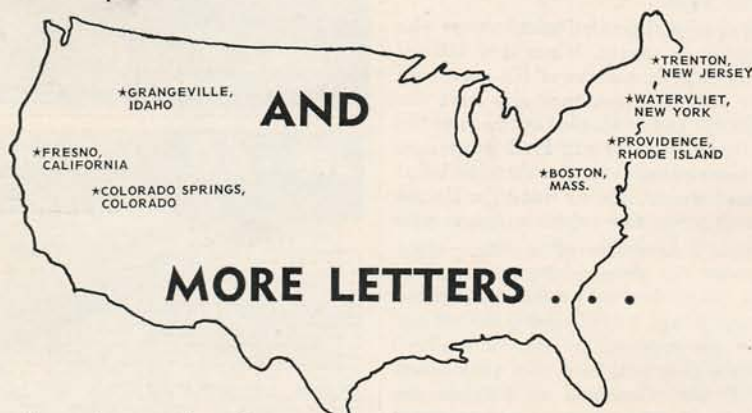 ★GRANGEVILLE,
IDAHO
AND
★TRENTON,
NEW JERSEY
★WATERVLIET,
NEW YORK
★FRESNO,
CALIFORNIA
★PROVIDENCE,
RHODE ISLAND
★COLORADO SPRINGS,
COLORADO
★BOSTON,
MASS.
MORE LETTERS . . .